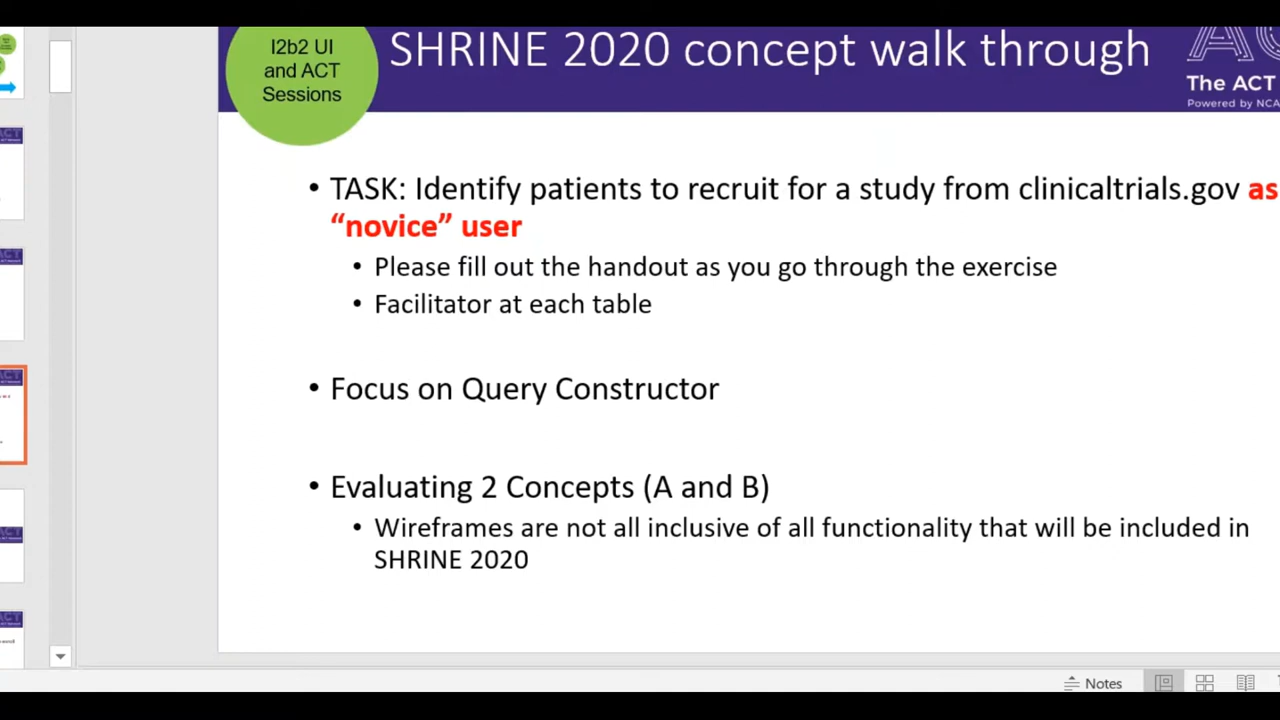 I2b2 UI
and ACT
Sessions
SHRINE 2020 concept walk through
The ACT
Powered by NCA
• TASK: Identify patients to recruit for a study from clinicaltrials.gov as
“novice” user
• Please fill out the handout as you go through the exercise
• Facilitator at each table
• Focus on Query Constructor
• Evaluating 2 Concepts (A and B)
• Wireframes are not all inclusive of all functionality that will be included in
SHRINE 2020
Notes